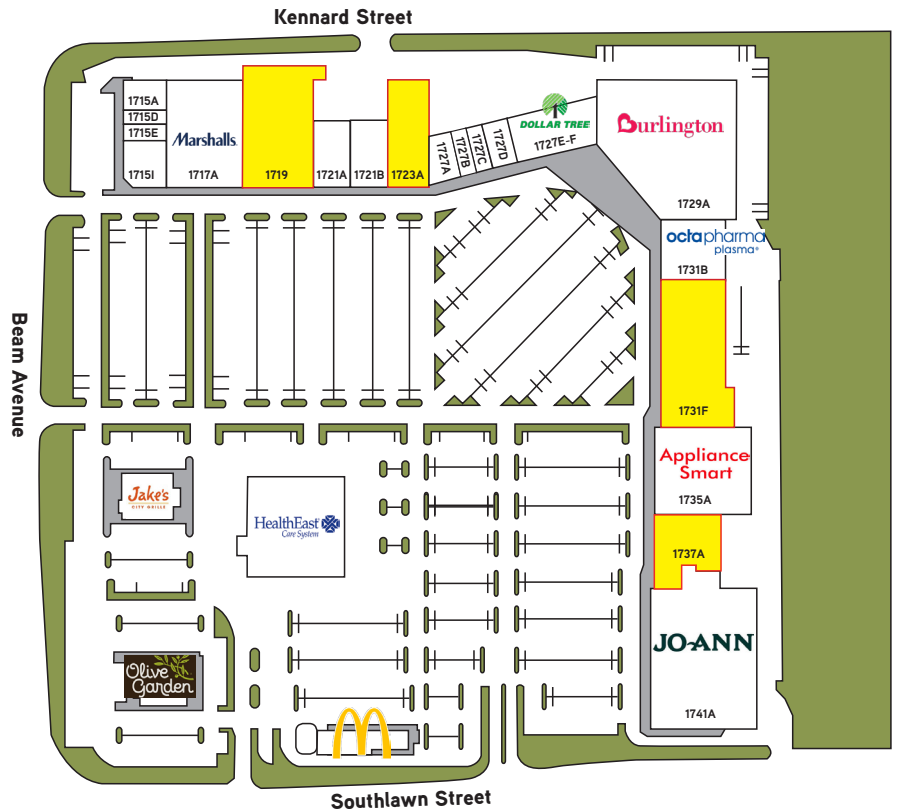 Kennard Street
1715A
1715D
1715E
1715I
Marshalls.
1717A
1719
1721A
1721B
1723A
1727A
1727B
1727C
1727D
DOLLAR TREE
1727E-F
Burlington
1729A
octapharma
plasma
1731B
1731F
Appliance
Smart
1735A
1737A
JO-ANN
1741A
Beam Avenue
Jake's
CITY GRILLE
HealthEast
Care System
Olive
Garden
Southlawn Street